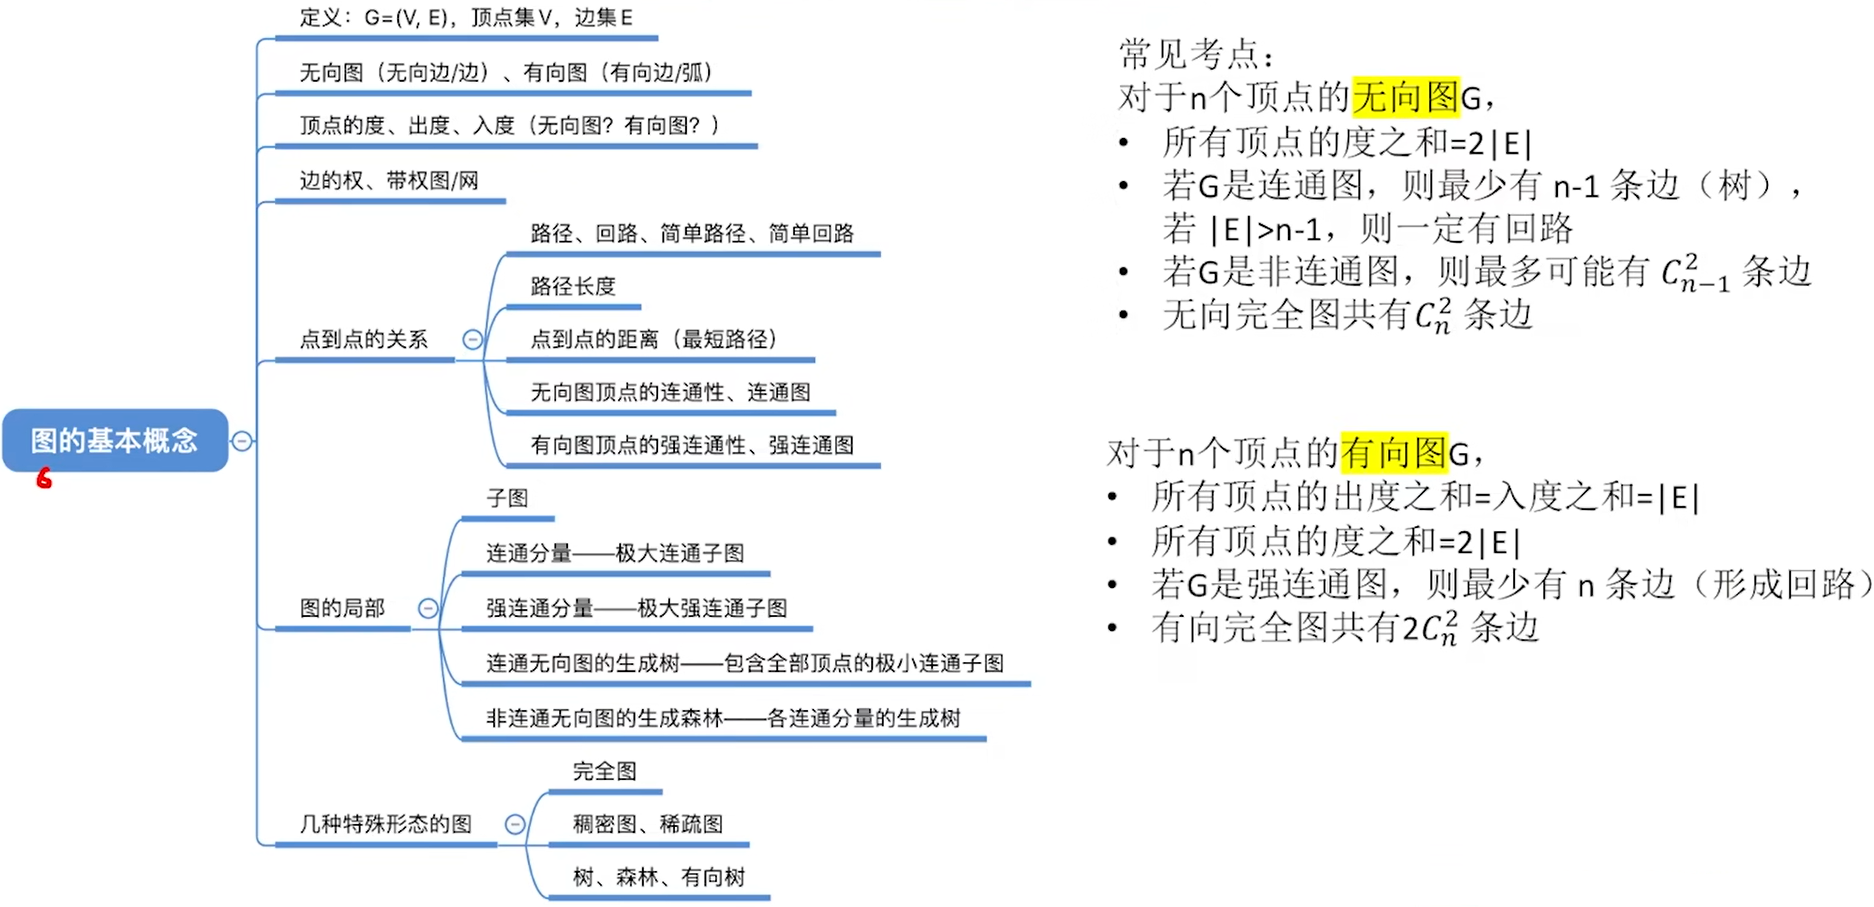 定义：G=(V, E)，顶点集V，边集E
无向图（无向边/边）、有向图（有向边/弧）
顶点的度、出度、入度（无向图？有向图？）
边的权、带权图/网
点到点的关系
路径、回路、简单路径、简单回路
路径长度
点到点的距离（最短路径）
无向图顶点的连通性、连通图
有向图顶点的强连通性、强连通图
图的基本概念
6
图的局部
子图
连通分量——极大连通子图
强连通分量——极大强连通子图
连通无向图的生成树——包含全部顶点的极小连通子图
非连通无向图的生成森林——各连通分量的生成树
几种特殊形态的图
完全图
稠密图、稀疏图
树、森林、有向树
常见考点：
对于n个顶点的无向图G，
• 所有顶点的度之和=2|E|
• 若G是连通图，则最少有 n-1 条边（树），
若 |E|>n-1，则一定有回路
• 若G是非连通图，则最多可能有 $C_{n-1}^{2}$ 条边
• 无向完全图共有$C_{n}^{2}$ 条边
对于n个顶点的有向图G，
• 所有顶点的出度之和=入度之和=|E|
• 所有顶点的度之和=2|E|
• 若G是强连通图，则最少有 n 条边（形成回路）
• 有向完全图共有$2C_{n}^{2}$ 条边